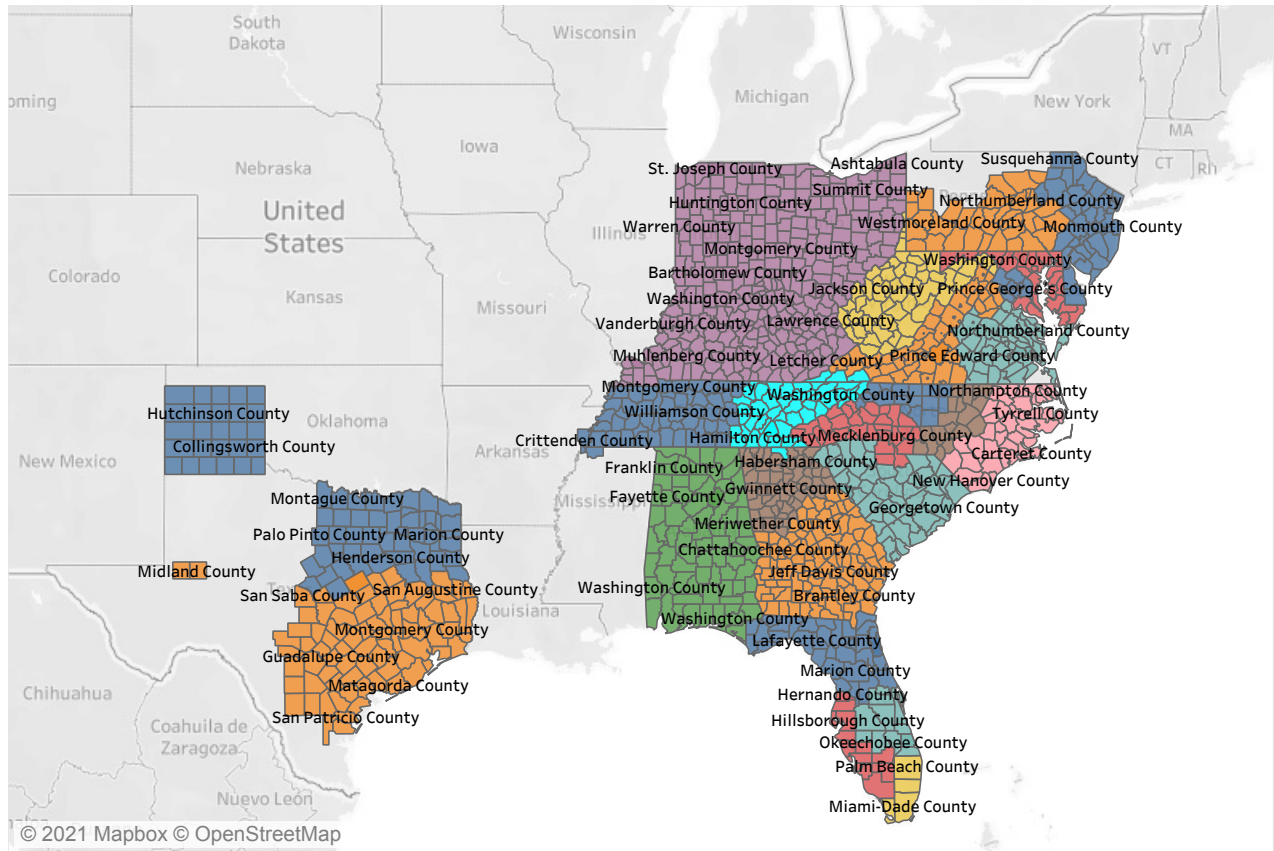 South
Dakota
Wisconsin
VT
oming
Michigan
New York
MA
Iowa
St. Joseph County
Ashtabula County
Susquehanna County
CT
RI
Nebraska
Huntington County
Summit County
Northumberland County
United
States
Warren County
Illinois
Westmoreland County
Monmouth County
Montgomery County
Colorado
Bartholomew County
Washington County
Kansas
Missouri
Washington County
Jackson County
Prince George's County
Vanderburgh County
Lawrence County
Northumberland County
Muhlenberg County
Letcher County
Prince Edward County
Montgomery County
Washington County
Northampton County
Hutchinson County
Oklahoma
Williamson County
Tyrrell County
Collingsworth County
Crittenden County
Hamilton County
Mecklenburg County
New Mexico
Arkansas
Carteret County
Franklin County
Habersham County
New Hanover County
Montague County
Mississippi
Fayette County
Gwinnett County
Georgetown County
Palo Pinto County
Marion County
Meriwether County
Henderson County
Chattahoochee County
Midland County
Jeff Davis County
San Saba County
San Augustine County
Washington County
Brantley County
Louisiana
Montgomery County
Washington County
Lafayette County
Guadalupe County
Marion County
Chihuahua
Matagorda County
Hernando County
San Patricio County
Hillsborough County
Coahuila de
Zaragoza
Okeechobee County
Palm Beach County
Nuevo León
Miami-Dade County
© 2021 Mapbox © OpenStreetMap